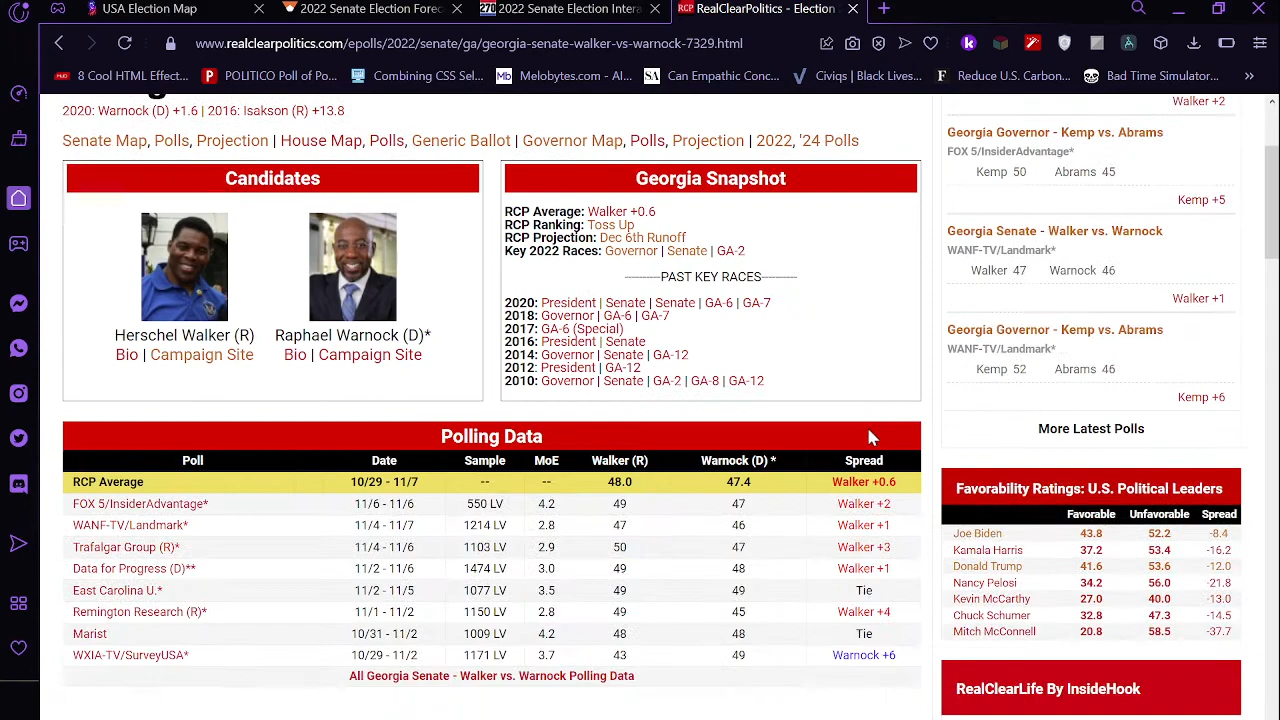 USA Election Map
2022 Senate Election Forec
2022 Senate Election Intera
RealClearPolitics - Election
www.realclearpolitics.com/epolls/2022/senate/ga/georgia-senate-walker-vs-warnock-7329.html
8 Cool HTML Effect...
POLITICO Poll of Po...
Combining CSS Sel...
Melobytes.com - AI...
Can Empathic Com...
Civiqs | Black Lives...
Reduce U.S. Carbon...
Bad Time Simulator...
2020: Warnock (D) +1.6 | 2016: Isakson (R) +13.8
Senate Map, Polls, Projection | House Map, Polls, Generic Ballot | Governor Map, Polls, Projection | 2022, '24 Polls
Candidates
Herschel Walker (R)
Bio | Campaign Site
Raphael Warnock (D)*
Bio | Campaign Site
Georgia Snapshot
RCP Average: Walker +0.6
RCP Ranking: Toss Up
RCP Projection: Dec 6th Runoff
Key 2022 Races: Governor | Senate | GA-2
----------PAST KEY RACES----------
2020: President | Senate | Senate | GA-6 | GA-7
2018: Governor | GA-6 | GA-7
2017: GA-6 (Special)
2016: President | Senate
2014: Governor | Senate | GA-12
2012: President | GA-12
2010: Governor | Senate | GA-2 | GA-8 | GA-12
Polling Data
Poll Date Sample MoE Walker (R) Warnock (D) * Spread
RCP Average 10/29 - 11/7 -- -- 48.0 47.4 Walker +0.6
FOX 5/InsiderAdvantage* 11/6 - 11/6 550 LV 4.2 49 47 Walker +2
WANF-TV/Landmark* 11/4 - 11/7 1214 LV 2.8 47 46 Walker +1
Trafalgar Group (R)* 11/4 - 11/6 1103 LV 2.9 50 47 Walker +3
Data for Progress (D)** 11/2 - 11/6 1474 LV 3.0 49 48 Walker +1
East Carolina U.* 11/2 - 11/5 1077 LV 3.5 49 49 Tie
Remington Research (R)* 11/1 - 11/2 1150 LV 2.8 49 45 Walker +4
Marist 10/31 - 11/2 1009 LV 4.2 48 48 Tie
WXIA-TV/SurveyUSA* 10/29 - 11/2 1171 LV 3.7 43 49 Warnock +6
All Georgia Senate - Walker vs. Warnock Polling Data
Walker +2
Georgia Governor - Kemp vs. Abrams
FOX 5/InsiderAdvantage*
Kemp 50 Abrams 45
Kemp +5
Georgia Senate - Walker vs. Warnock
WANF-TV/Landmark*
Walker 47 Warnock 46
Walker +1
Georgia Governor - Kemp vs. Abrams
WANF-TV/Landmark*
Kemp 52 Abrams 46
Kemp +6
More Latest Polls
Favorability Ratings: U.S. Political Leaders
Favorable Unfavorable Spread
Joe Biden 43.8 52.2 -8.4
Kamala Harris 37.2 53.4 -16.2
Donald Trump 41.6 53.6 -12.0
Nancy Pelosi 34.2 56.0 -21.8
Kevin McCarthy 27.0 40.0 -13.0
Chuck Schumer 32.8 47.3 -14.5
Mitch McConnell 20.8 58.5 -37.7
RealClearLife By InsideHook